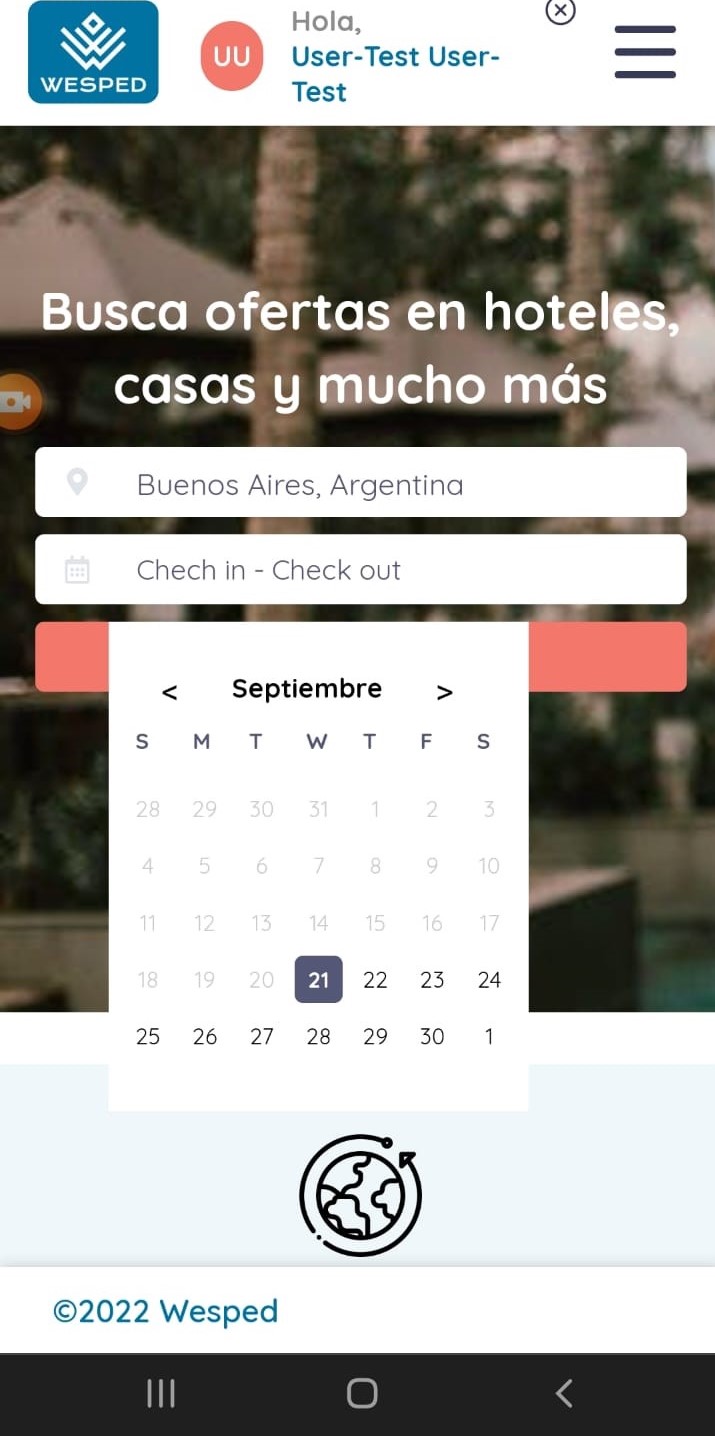 WESPED
UU
Hola,
User-Test User-
Test
Busca ofertas en hoteles,
casas y mucho más
Buenos Aires, Argentina
Chech in - Check out
< Septiembre >
S M T W T F S
28 29 30 31 1 2 3
4 5 6 7 8 9 10
11 12 13 14 15 16 17
18 19 20 21 22 23 24
25 26 27 28 29 30 1
©2022 Wesped